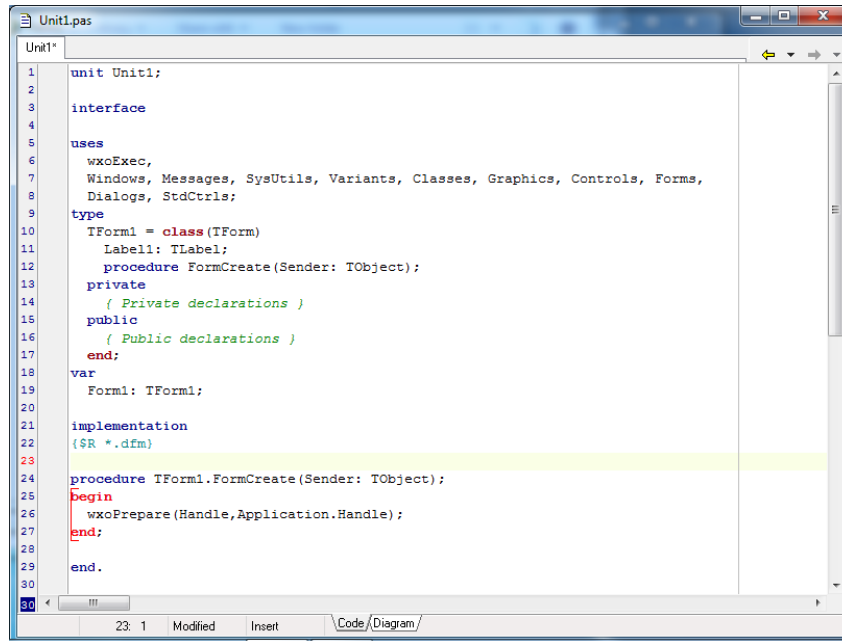 Unit1.pas
Unit1*
1 unit Unit1;
2
3 interface
4
5 uses
6   wxoExec,
7   Windows, Messages, SysUtils, Variants, Classes, Graphics, Controls, Forms,
8   Dialogs, StdCtrls;
9 type
10   TForm1 = class(TForm)
11     Label1: TLabel;
12     procedure FormCreate(Sender: TObject);
13   private
14     { Private declarations }
15   public
16     { Public declarations }
17   end;
18 var
19   Form1: TForm1;
20
21 implementation
22 {$R *.dfm}
23
24 procedure TForm1.FormCreate(Sender: TObject);
25 begin
26   wxoPrepare(Handle,Application.Handle);
27 end;
28
29 end.
30
30
23: 1 Modified Insert Code Diagram